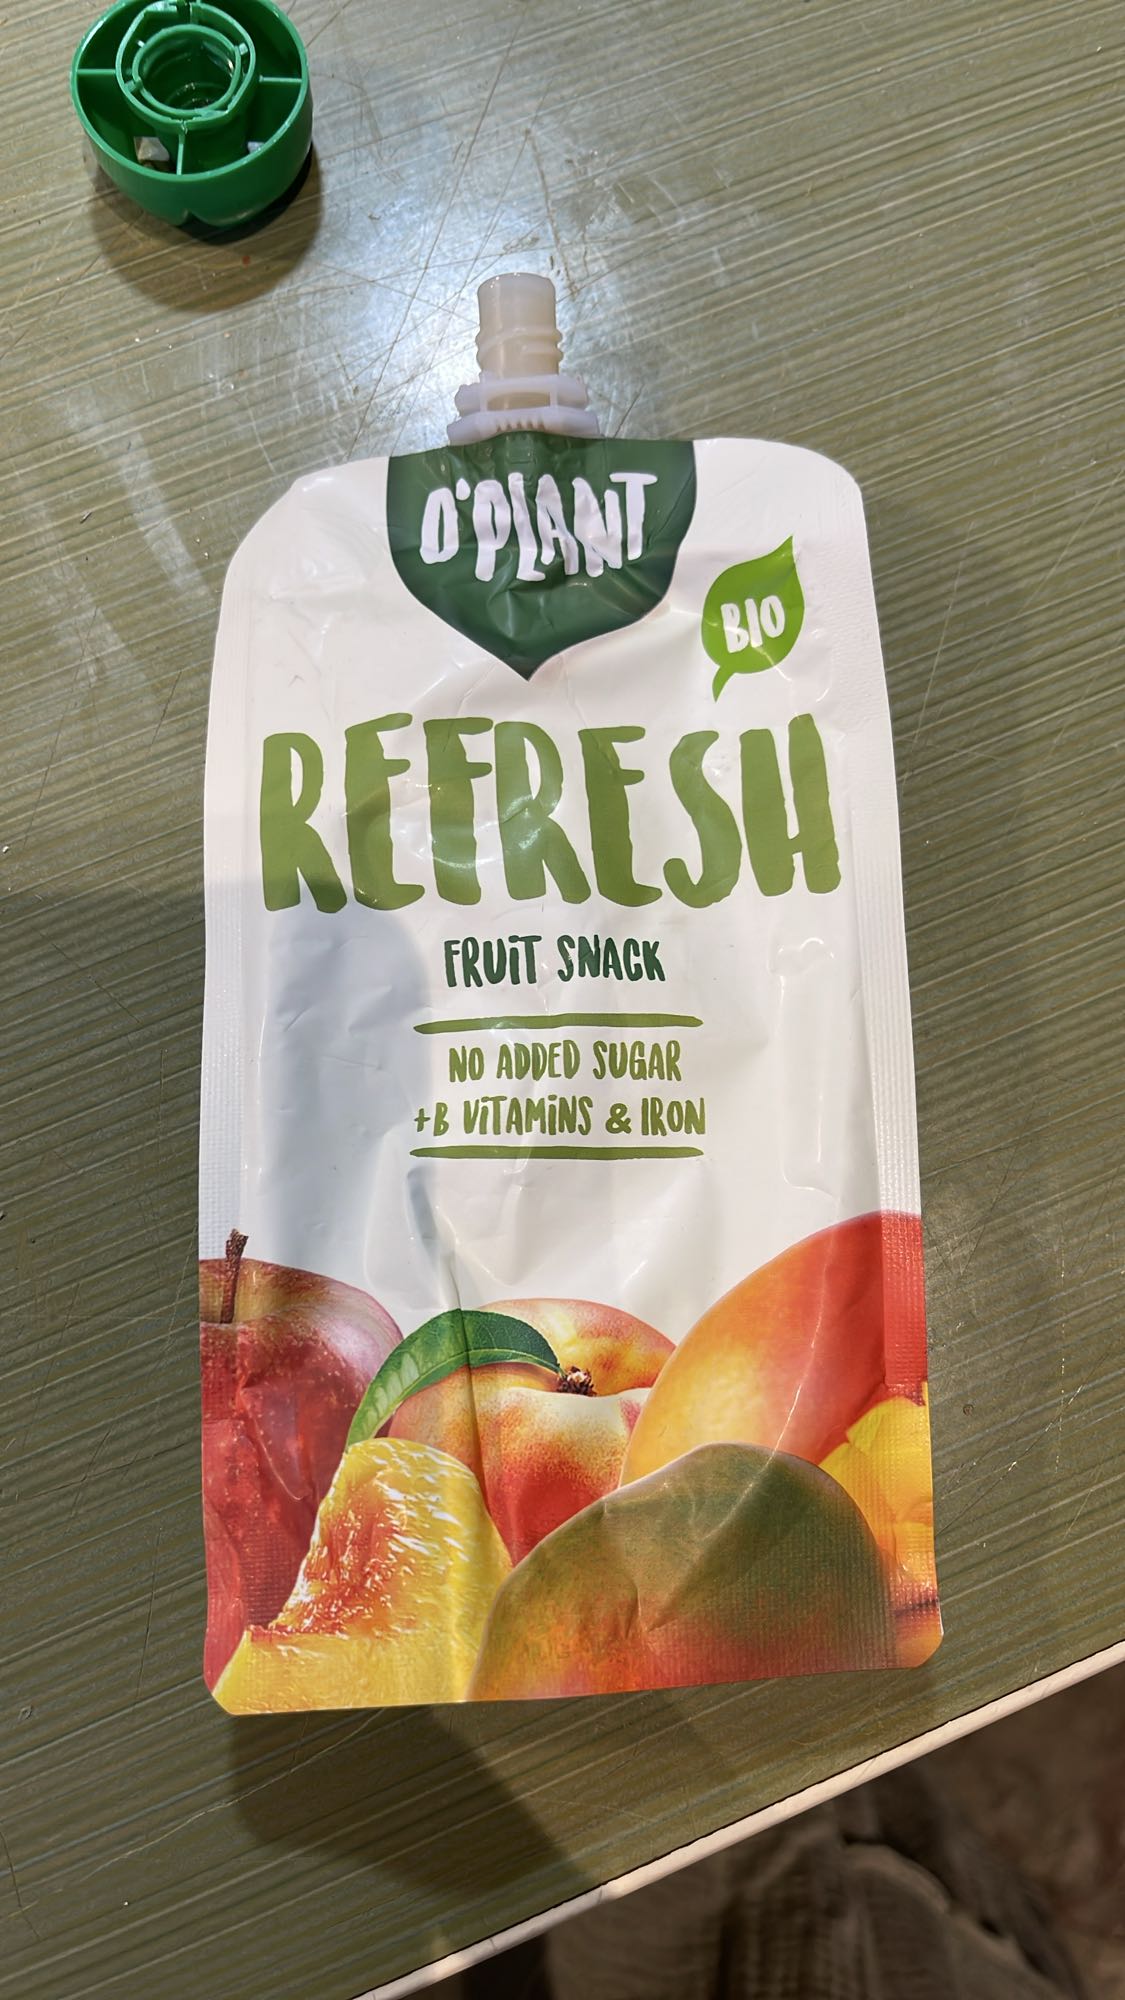 O'PLANT
BIO
REFRESH
FRUiT SNACK
NO ADDED SUGAR
+B ViTAMiNS & IRON